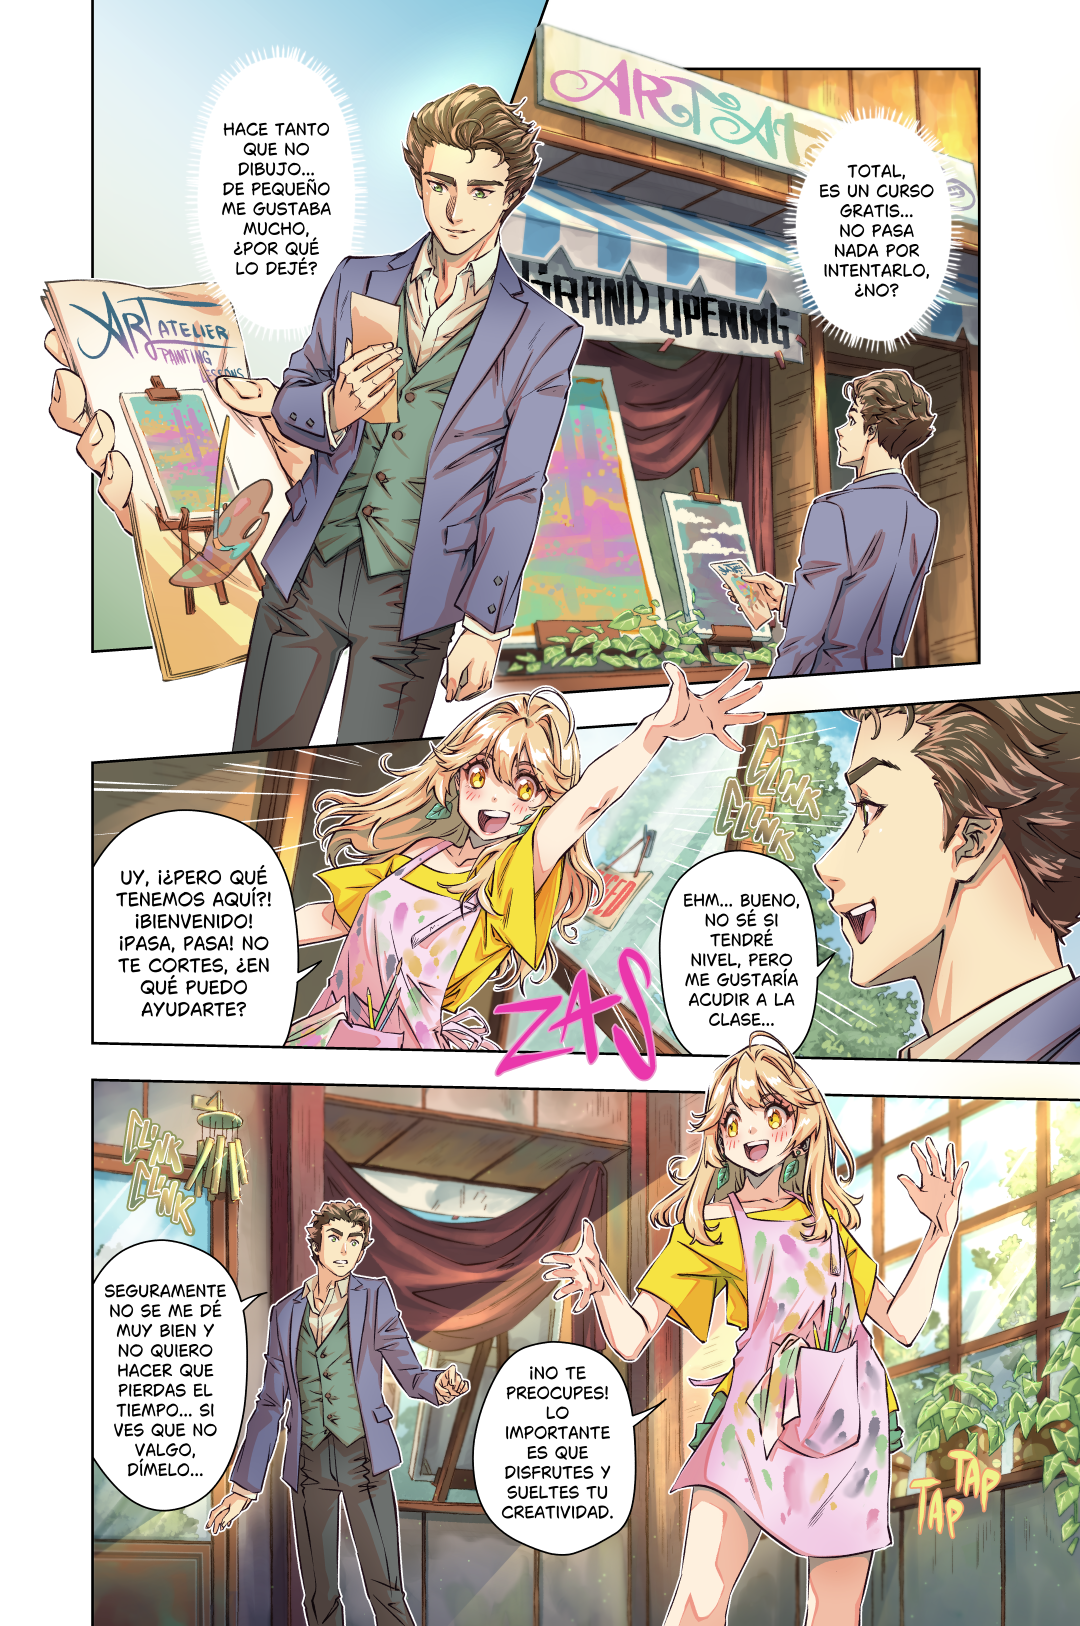 HACE TANTO
QUE NO
DIBUJO...
DE PEQUEÑO
ME GUSTABA
MUCHO,
¿POR QUÉ
LO DEJÉ?
ART ATELIER
PAINTING
LESSONS
ART AT
GRAND OPENING
TOTAL,
ES UN CURSO
GRATIS...
NO PASA
NADA POR
INTENTARLO,
¿NO?
UY, ¡¿PERO QUÉ
TENEMOS AQUÍ?!
¡BIENVENIDO!
¡PASA, PASA! NO
TE CORTES, ¿EN
QUÉ PUEDO
AYUDARTE?
ZAS
CLINK
CLINK
EHM... BUENO,
NO SÉ SI
TENDRÉ
NIVEL, PERO
ME GUSTARÍA
ACUDIR A LA
CLASE...
CLINK
CLINK
SEGURAMENTE
NO SE ME DÉ
MUY BIEN Y
NO QUIERO
HACER QUE
PIERDAS EL
TIEMPO... SI
VES QUE NO
VALGO,
DÍMELO...
¡NO TE
PREOCUPES!
LO
IMPORTANTE
ES QUE
DISFRUTES Y
SUELTES TU
CREATIVIDAD.
TAP
TAP